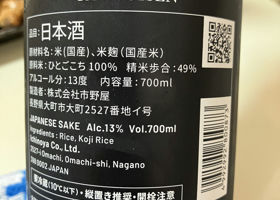 品目:日本酒
原材料名:米(国産)、米麹(国産米)
原料米:ひとごこち 100% 精米歩合:49%
アルコール分:13度 内容量:700ml
製造者:株式会社市野屋
長野県大町市大町2527番地イ号
JAPANESE SAKE Alc.13% Vol.700ml
Ingredients: Rice, Koji Rice
Ichinoya Co., Ltd.
2527-i Omachi, Omachi-shi, Nagano
398-0002 JAPAN
要冷蔵(10℃以下)・縦置き推奨・開栓注意